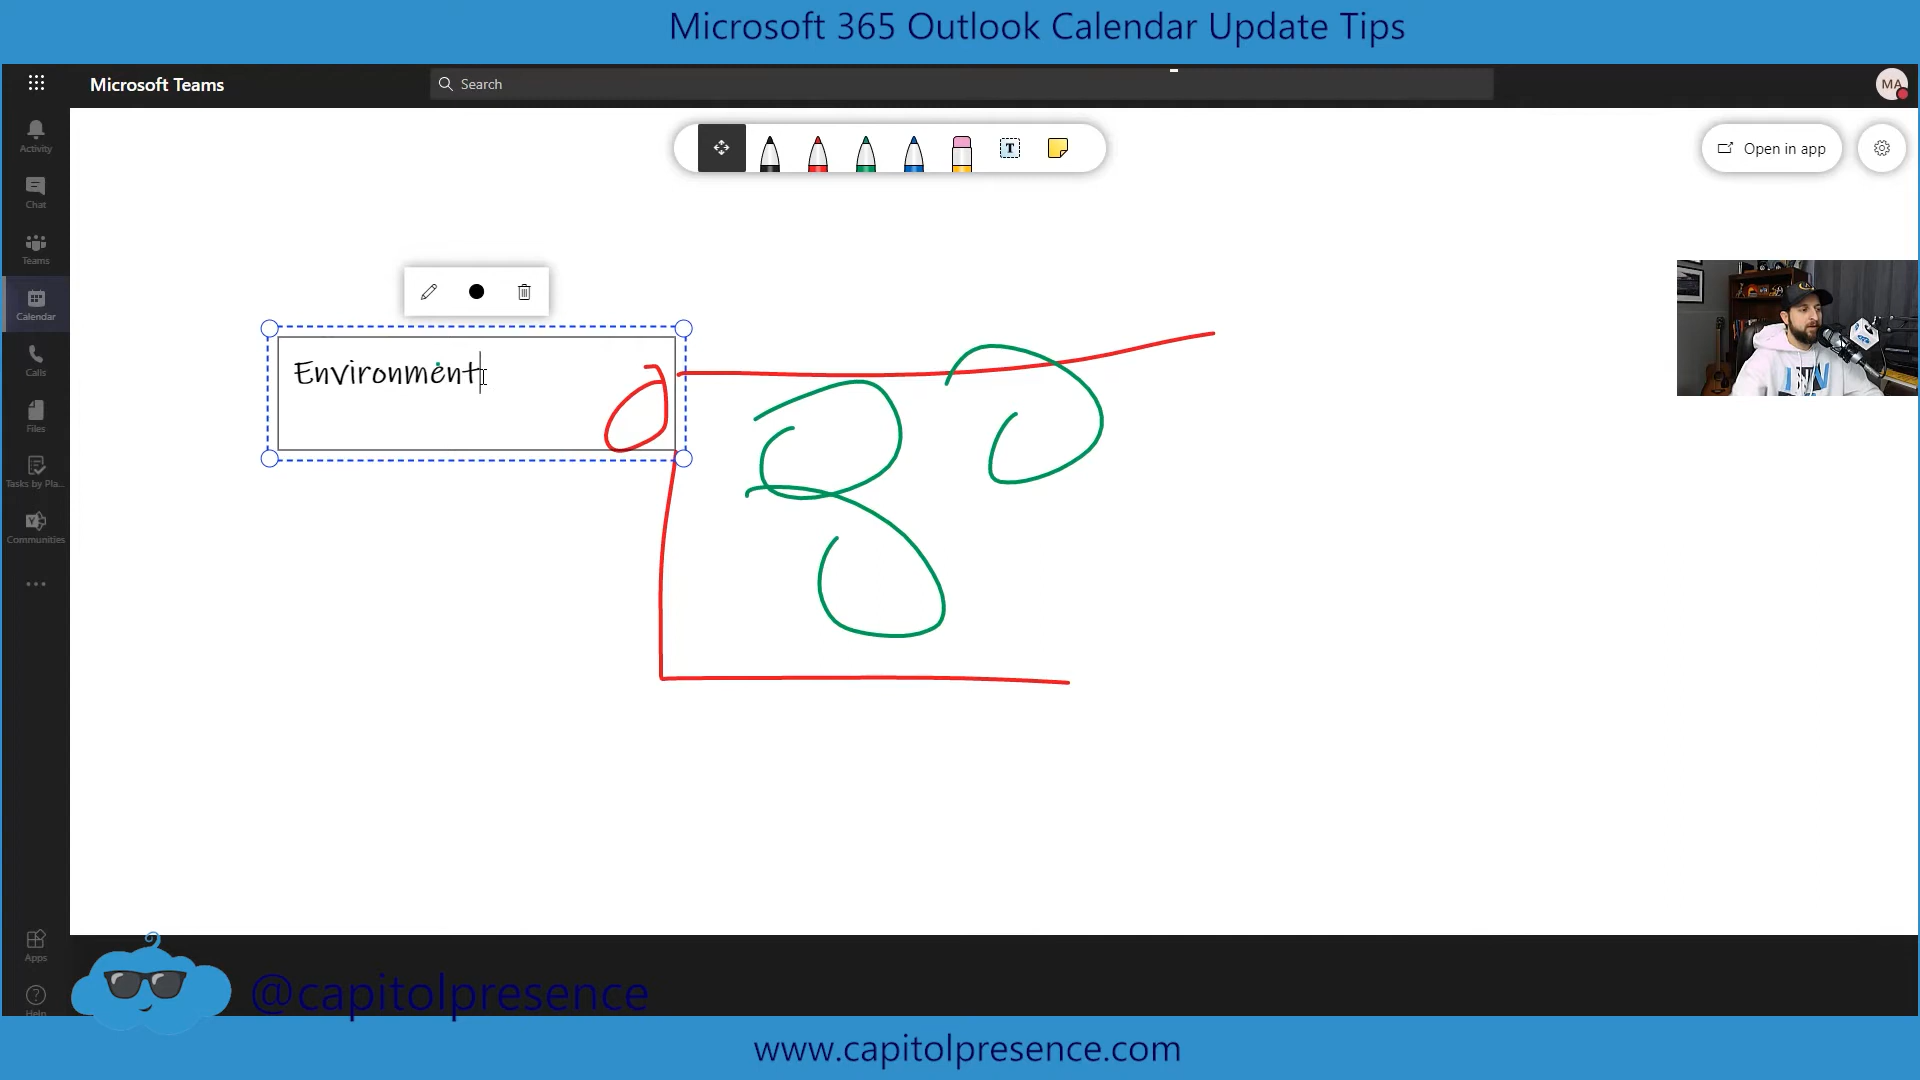 Microsoft 365 Outlook Calendar Update Tips
Microsoft Teams
Search
MA
Activity
Chat
Teams
Calendar
Calls
Files
Tasks by Pla...
Communities
Open in app
T
Environment
Apps
Help
@capitolpresence
www.capitolpresence.com